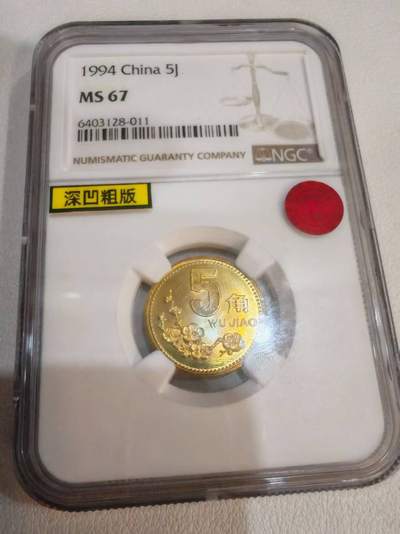 1994 China 5J
MS 67
6403128-011
NUMISMATIC GUARANTY COMPANY
NGC
深凹粗版
5角
WU JIAO